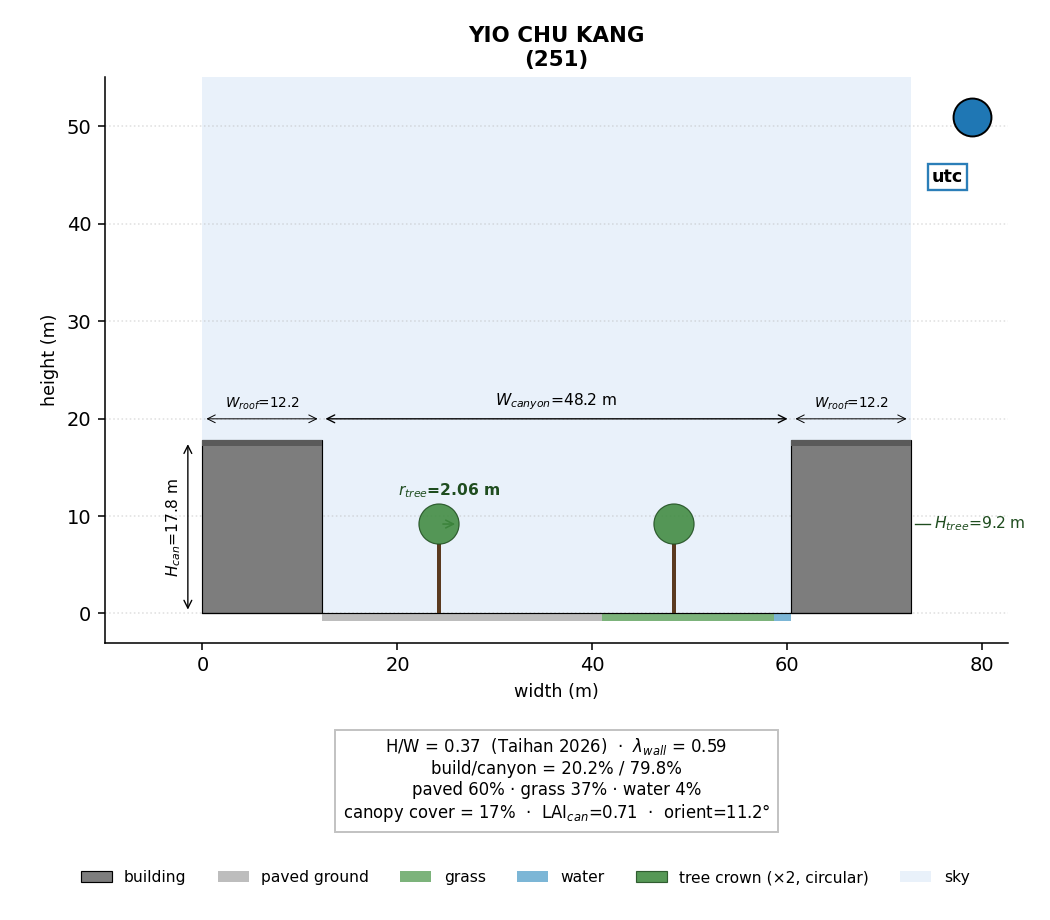 YIO CHU KANG
(251)
50
40
30
20
10
0
height (m)
utc
W_roof=12.2
W_canyon=48.2 m
W_roof=12.2
H_can=17.8 m
r_tree=2.06 m
H_tree=9.2 m
0 20 40 60 80
width (m)
H/W = 0.37 (Taihan 2026) · λ_wall = 0.59
build/canyon = 20.2% / 79.8%
paved 60% · grass 37% · water 4%
canopy cover = 17% · LAI_can=0.71 · orient=11.2°
building paved ground grass water tree crown (×2, circular) sky